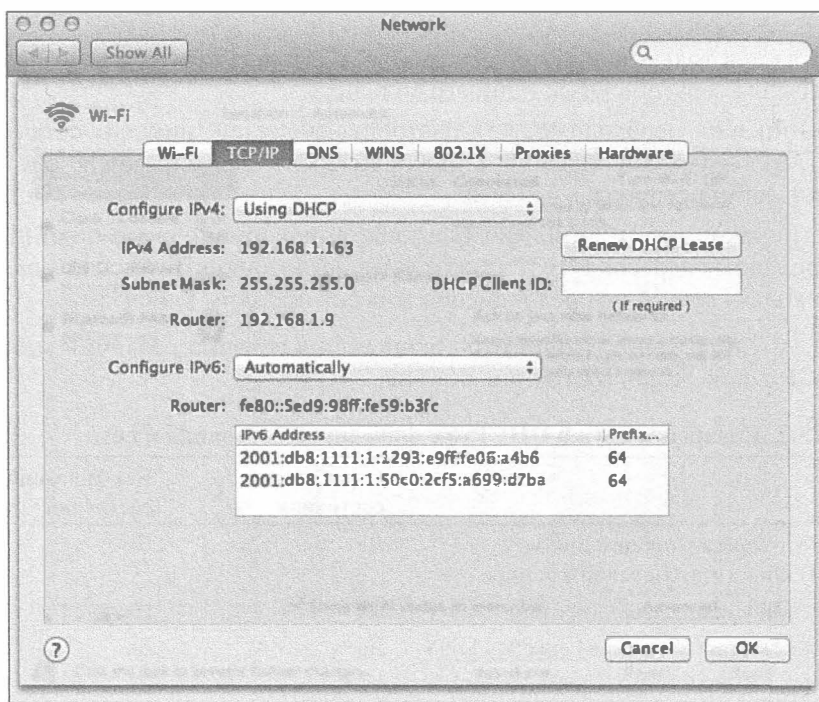 Network
Show All
Wi-Fi
Wi-Fi TCP/IP DNS WINS 802.1X Proxies Hardware
Configure IPv4: Using DHCP
IPv4 Address: 192.168.1.163 Renew DHCP Lease
Subnet Mask: 255.255.255.0 DHCP Client ID:
( If required )
Router: 192.168.1.9
Configure IPv6: Automatically
Router: fe80::5ed9:98ff:fe59:b3fc
IPv6 Address Prefix...
2001:db8:1111:1:1293:e9ff:fe06:a4b6 64
2001:db8:1111:1:50c0:2cf5:a699:d7ba 64
? Cancel OK